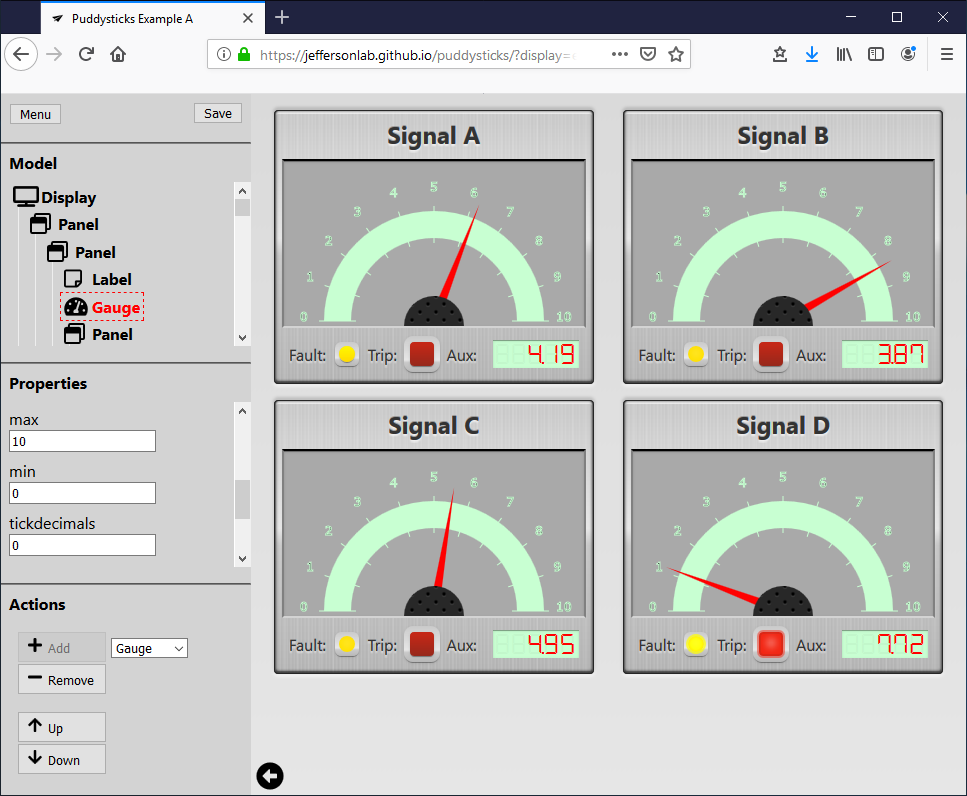 Puddysticks Example A
https://jeffersonlab.github.io/puddysticks/?display=
Menu
Save
Model
Display
Panel
Panel
Label
Gauge
Panel
Properties
max
10
min
0
tickdecimals
0
Actions
Add
Gauge
Remove
Up
Down
Signal A
0 1 2 3 4 5 6 7 8 9 10
Fault: Trip: Aux: 4.19
Signal B
0 1 2 3 4 5 6 7 8 9 10
Fault: Trip: Aux: 3.87
Signal C
0 1 2 3 4 5 6 7 8 9 10
Fault: Trip: Aux: 4.95
Signal D
0 1 2 3 4 5 6 7 8 9 10
Fault: Trip: Aux: 7.72